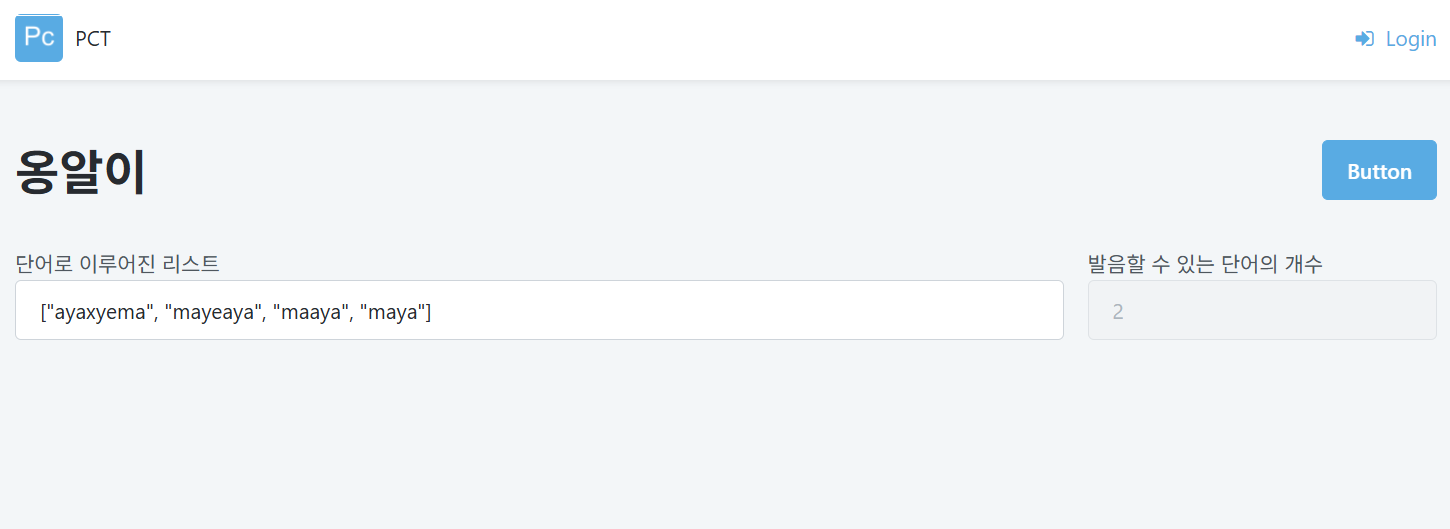 Pc PCT
Login
옹알이
Button
단어로 이루어진 리스트
발음할 수 있는 단어의 개수
["ayaxyema", "mayeaya", "maaya", "maya"]
2